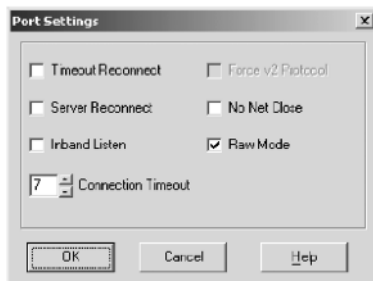 Port Settings
Timeout Reconnect
Force v2 Protocol
Server Reconnect
No Net Close
Inband Listen
Raw Mode
7 Connection Timeout
OK Cancel Help